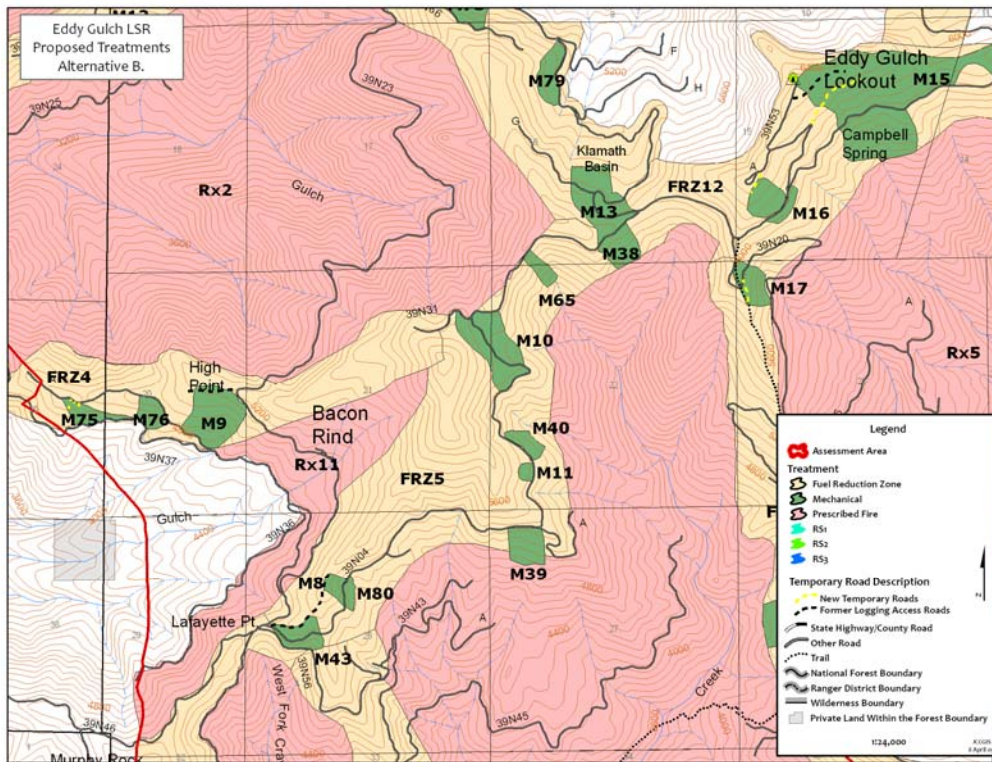 Eddy Gulch LSR
Proposed Treatments
Alternative B.
39N25
39N23
M79
F
H
G
5200
Eddy Gulch
Lookout
M15
39N53
Klamath
Basin
Campbell
Spring
Rx2
Gulch
FRZ12
A
M13
M16
M38
39N20
M65
M17
39N31
M10
A
Rx5
High
Point
FRZ4
M75
M76
M9
Bacon
Rind
M40
Rx11
FRZ5
M11
39N37
Gulch
4400
39N36
A
M39
39N04
M8
M80
39N43
A
Lafayette Pt.
M43
39N56
West Fork
Creek
39N45
39N46
Murphy Rock
Legend
Assessment Area
Treatment
Fuel Reduction Zone
Mechanical
Prescribed Fire
RS1
RS2
RS3
Temporary Road Description
New Temporary Roads
Former Logging Access Roads
State Highway/County Road
Other Road
Trail
National Forest Boundary
Ranger District Boundary
Wilderness Boundary
Private Land Within the Forest Boundary
N
1:24,000